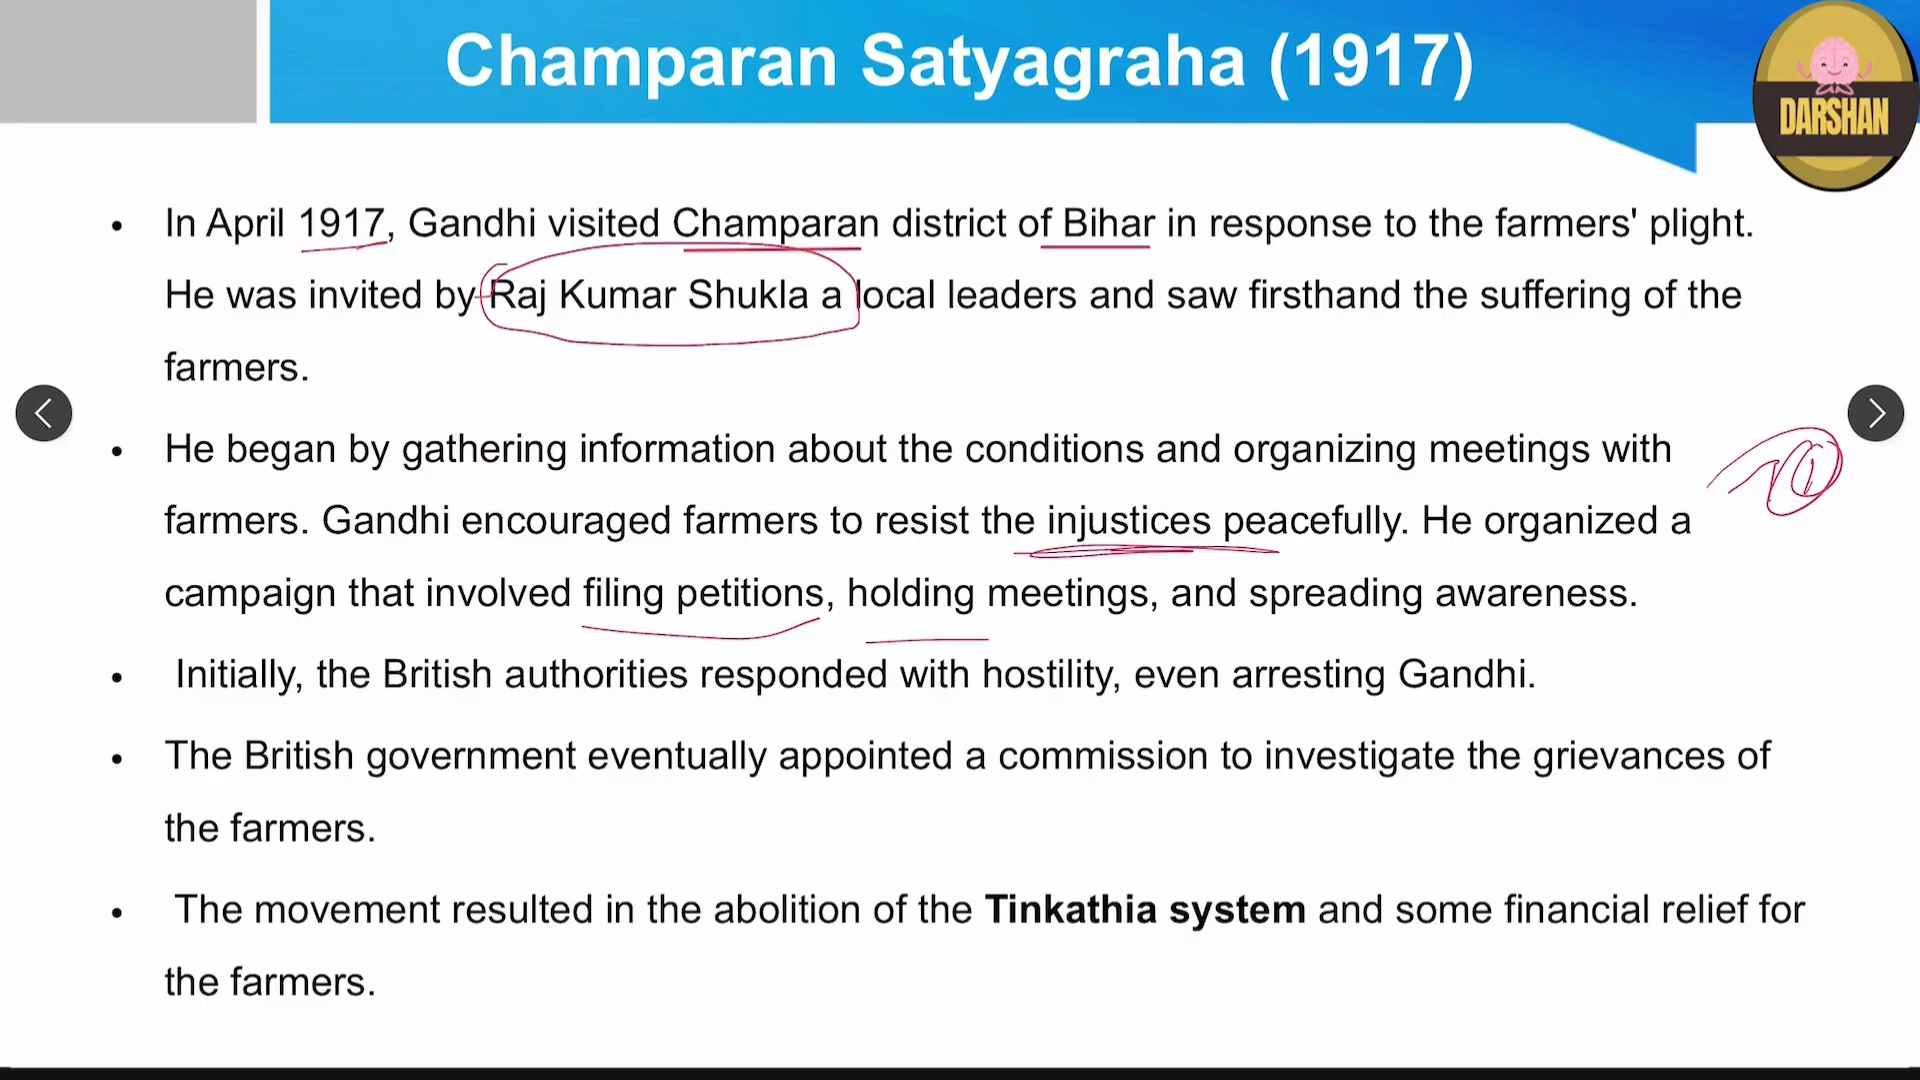 Champaran Satyagraha (1917)
DARSHAN
• In April 1917, Gandhi visited Champaran district of Bihar in response to the farmers' plight.
He was invited by Raj Kumar Shukla a local leaders and saw firsthand the suffering of the
farmers.
• He began by gathering information about the conditions and organizing meetings with
farmers. Gandhi encouraged farmers to resist the injustices peacefully. He organized a
campaign that involved filing petitions, holding meetings, and spreading awareness.
• Initially, the British authorities responded with hostility, even arresting Gandhi.
• The British government eventually appointed a commission to investigate the grievances of
the farmers.
• The movement resulted in the abolition of the Tinkathia system and some financial relief for
the farmers.